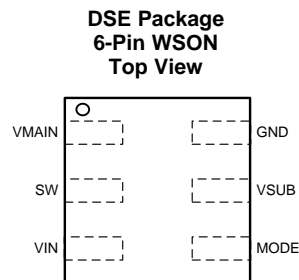 DSE Package
6-Pin WSON
Top View
VMAIN
GND
SW
VSUB
VIN
MODE